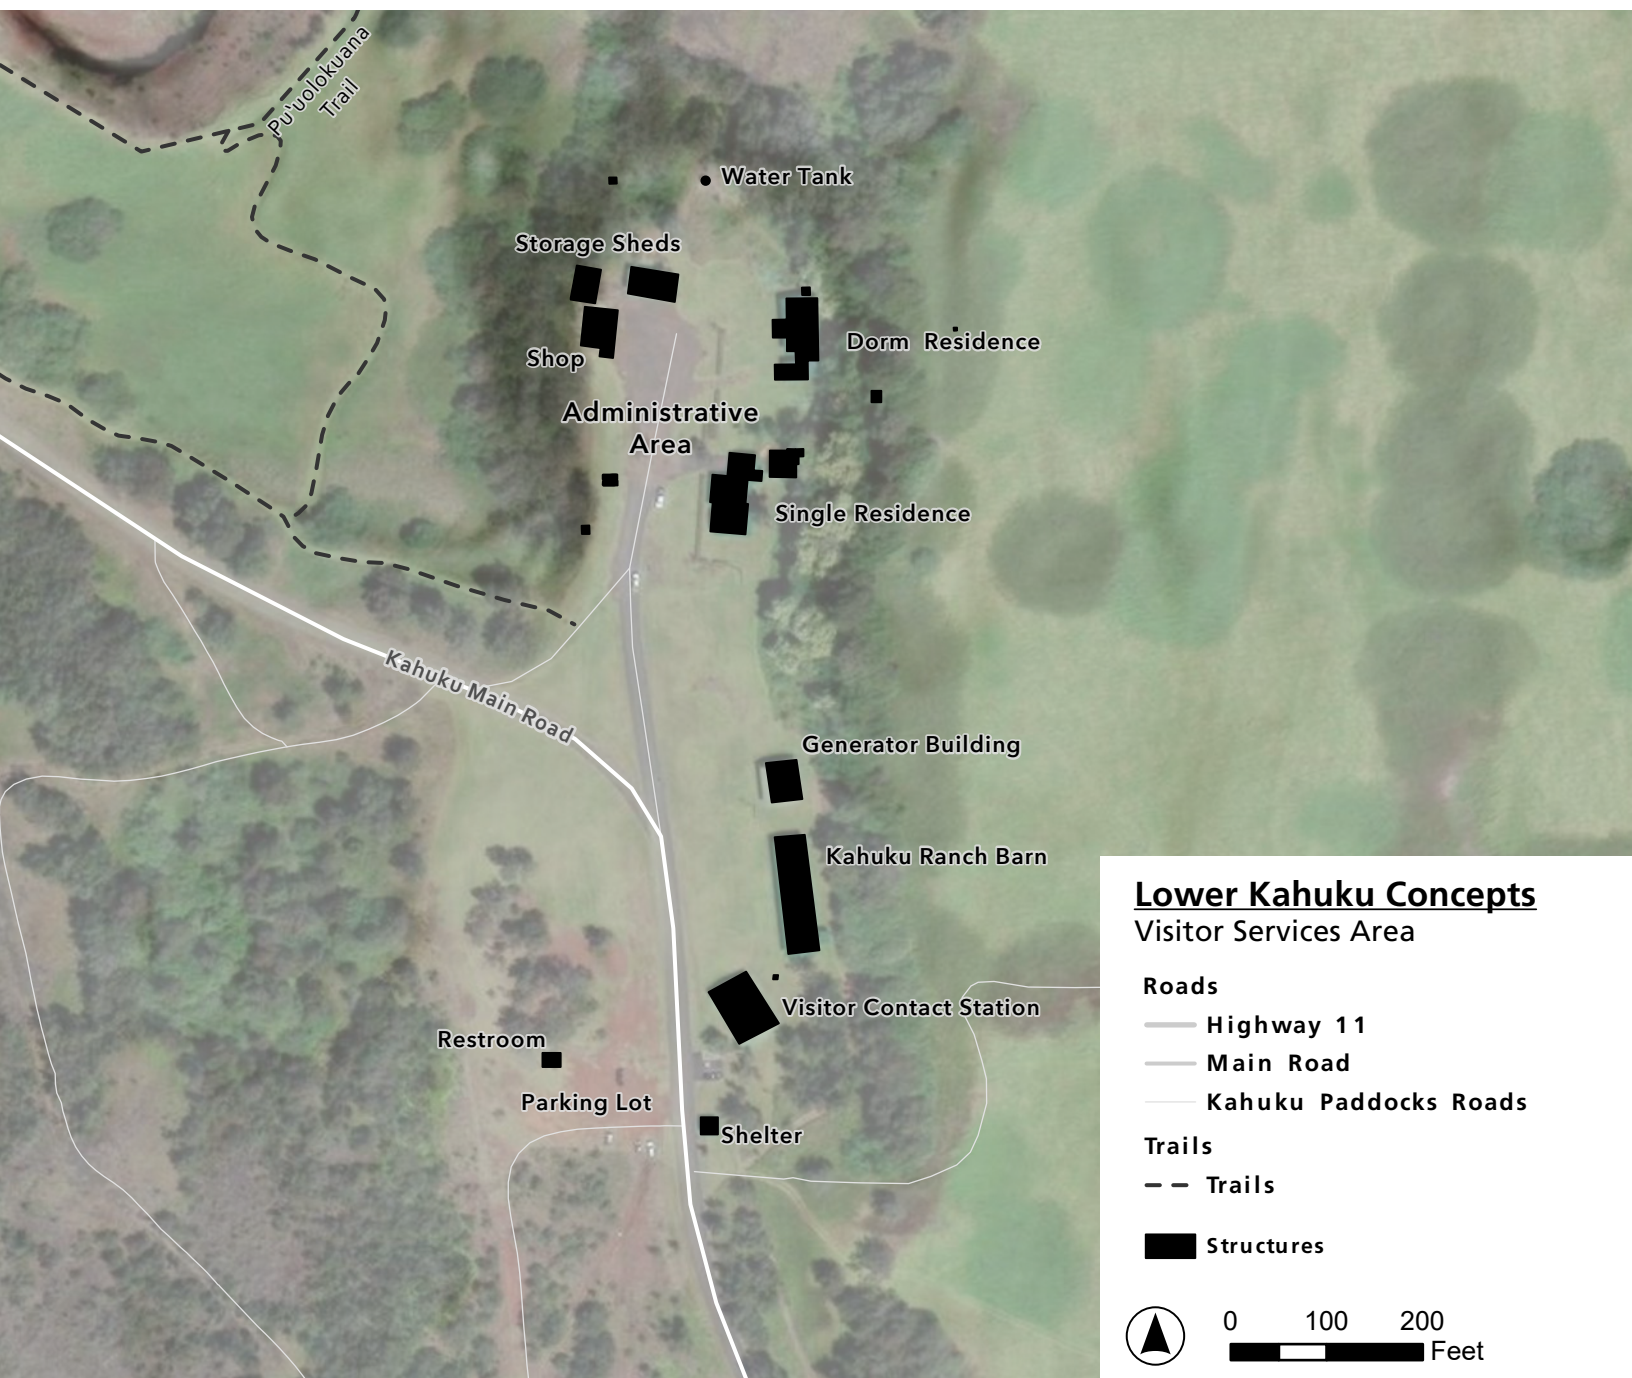 Pu‘uolokuana
Trail
Water Tank
Storage Sheds
Shop
Dorm Residence
Administrative
Area
Single Residence
Kahuku Main Road
Generator Building
Kahuku Ranch Barn
Visitor Contact Station
Restroom
Parking Lot
Shelter
Lower Kahuku Concepts
Visitor Services Area
Roads
Highway 11
Main Road
Kahuku Paddocks Roads
Trails
Trails
Structures
0 100 200
Feet